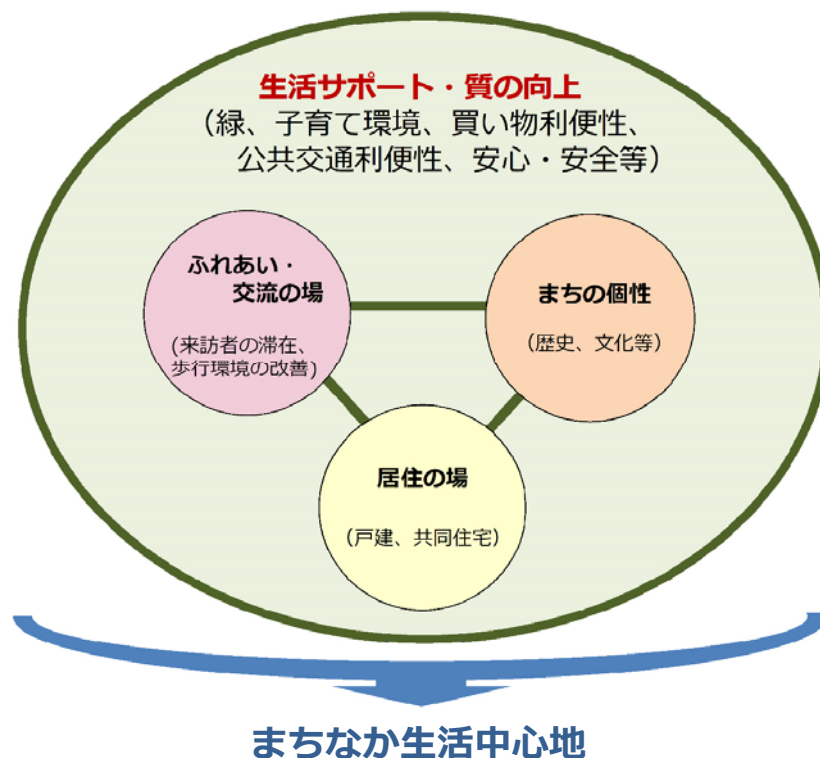 生活サポート・質の向上
（緑、子育て環境、買い物利便性、
公共交通利便性、安心・安全等）
ふれあい・
交流の場
(来訪者の滞在、
歩行環境の改善)
まちの個性
（歴史、文化等）
居住の場
（戸建、共同住宅）
まちなか生活中心地